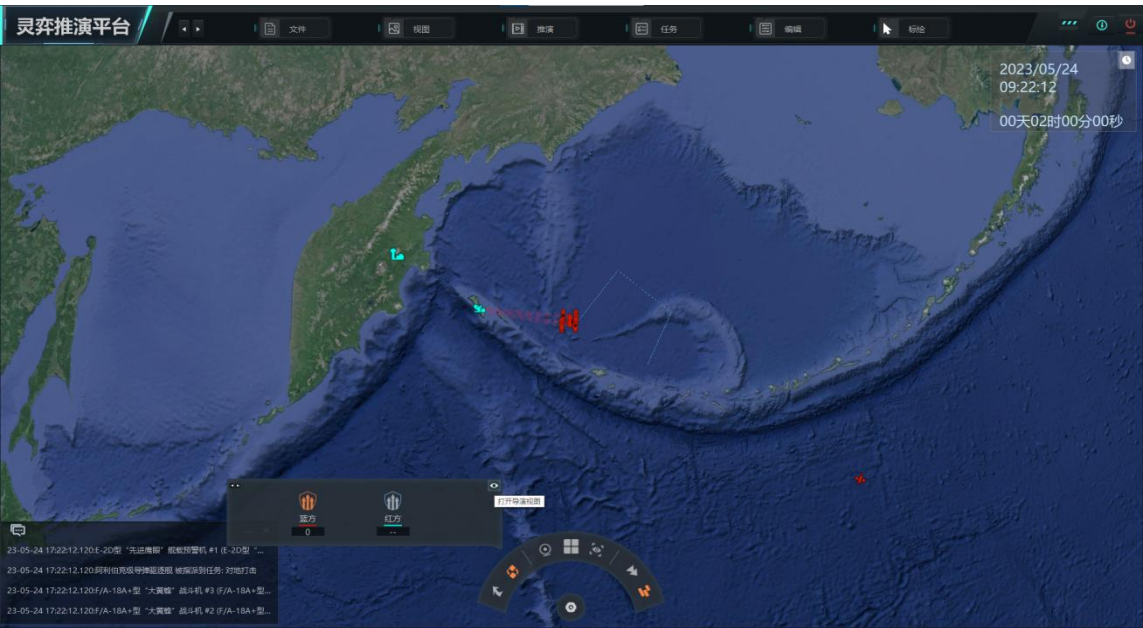 灵弈推演平台
文件
视图
推演
任务
编辑
标绘
2023/05/24
09:22:12
00天02时00分00秒
打开导演视图
蓝方
红方
0
--
23-05-24 17:22:12.120:E-2D型 “先进鹰眼” 舰载预警机 #1 (E-2D型 “...
23-05-24 17:22:12.120:阿利伯克级导弹驱逐舰 被指派到任务: 对地打击
23-05-24 17:22:12.120:F/A-18A+型 “大黄蜂” 战斗机 #3 (F/A-18A+型...
23-05-24 17:22:12.120:F/A-18A+型 “大黄蜂” 战斗机 #2 (F/A-18A+型...